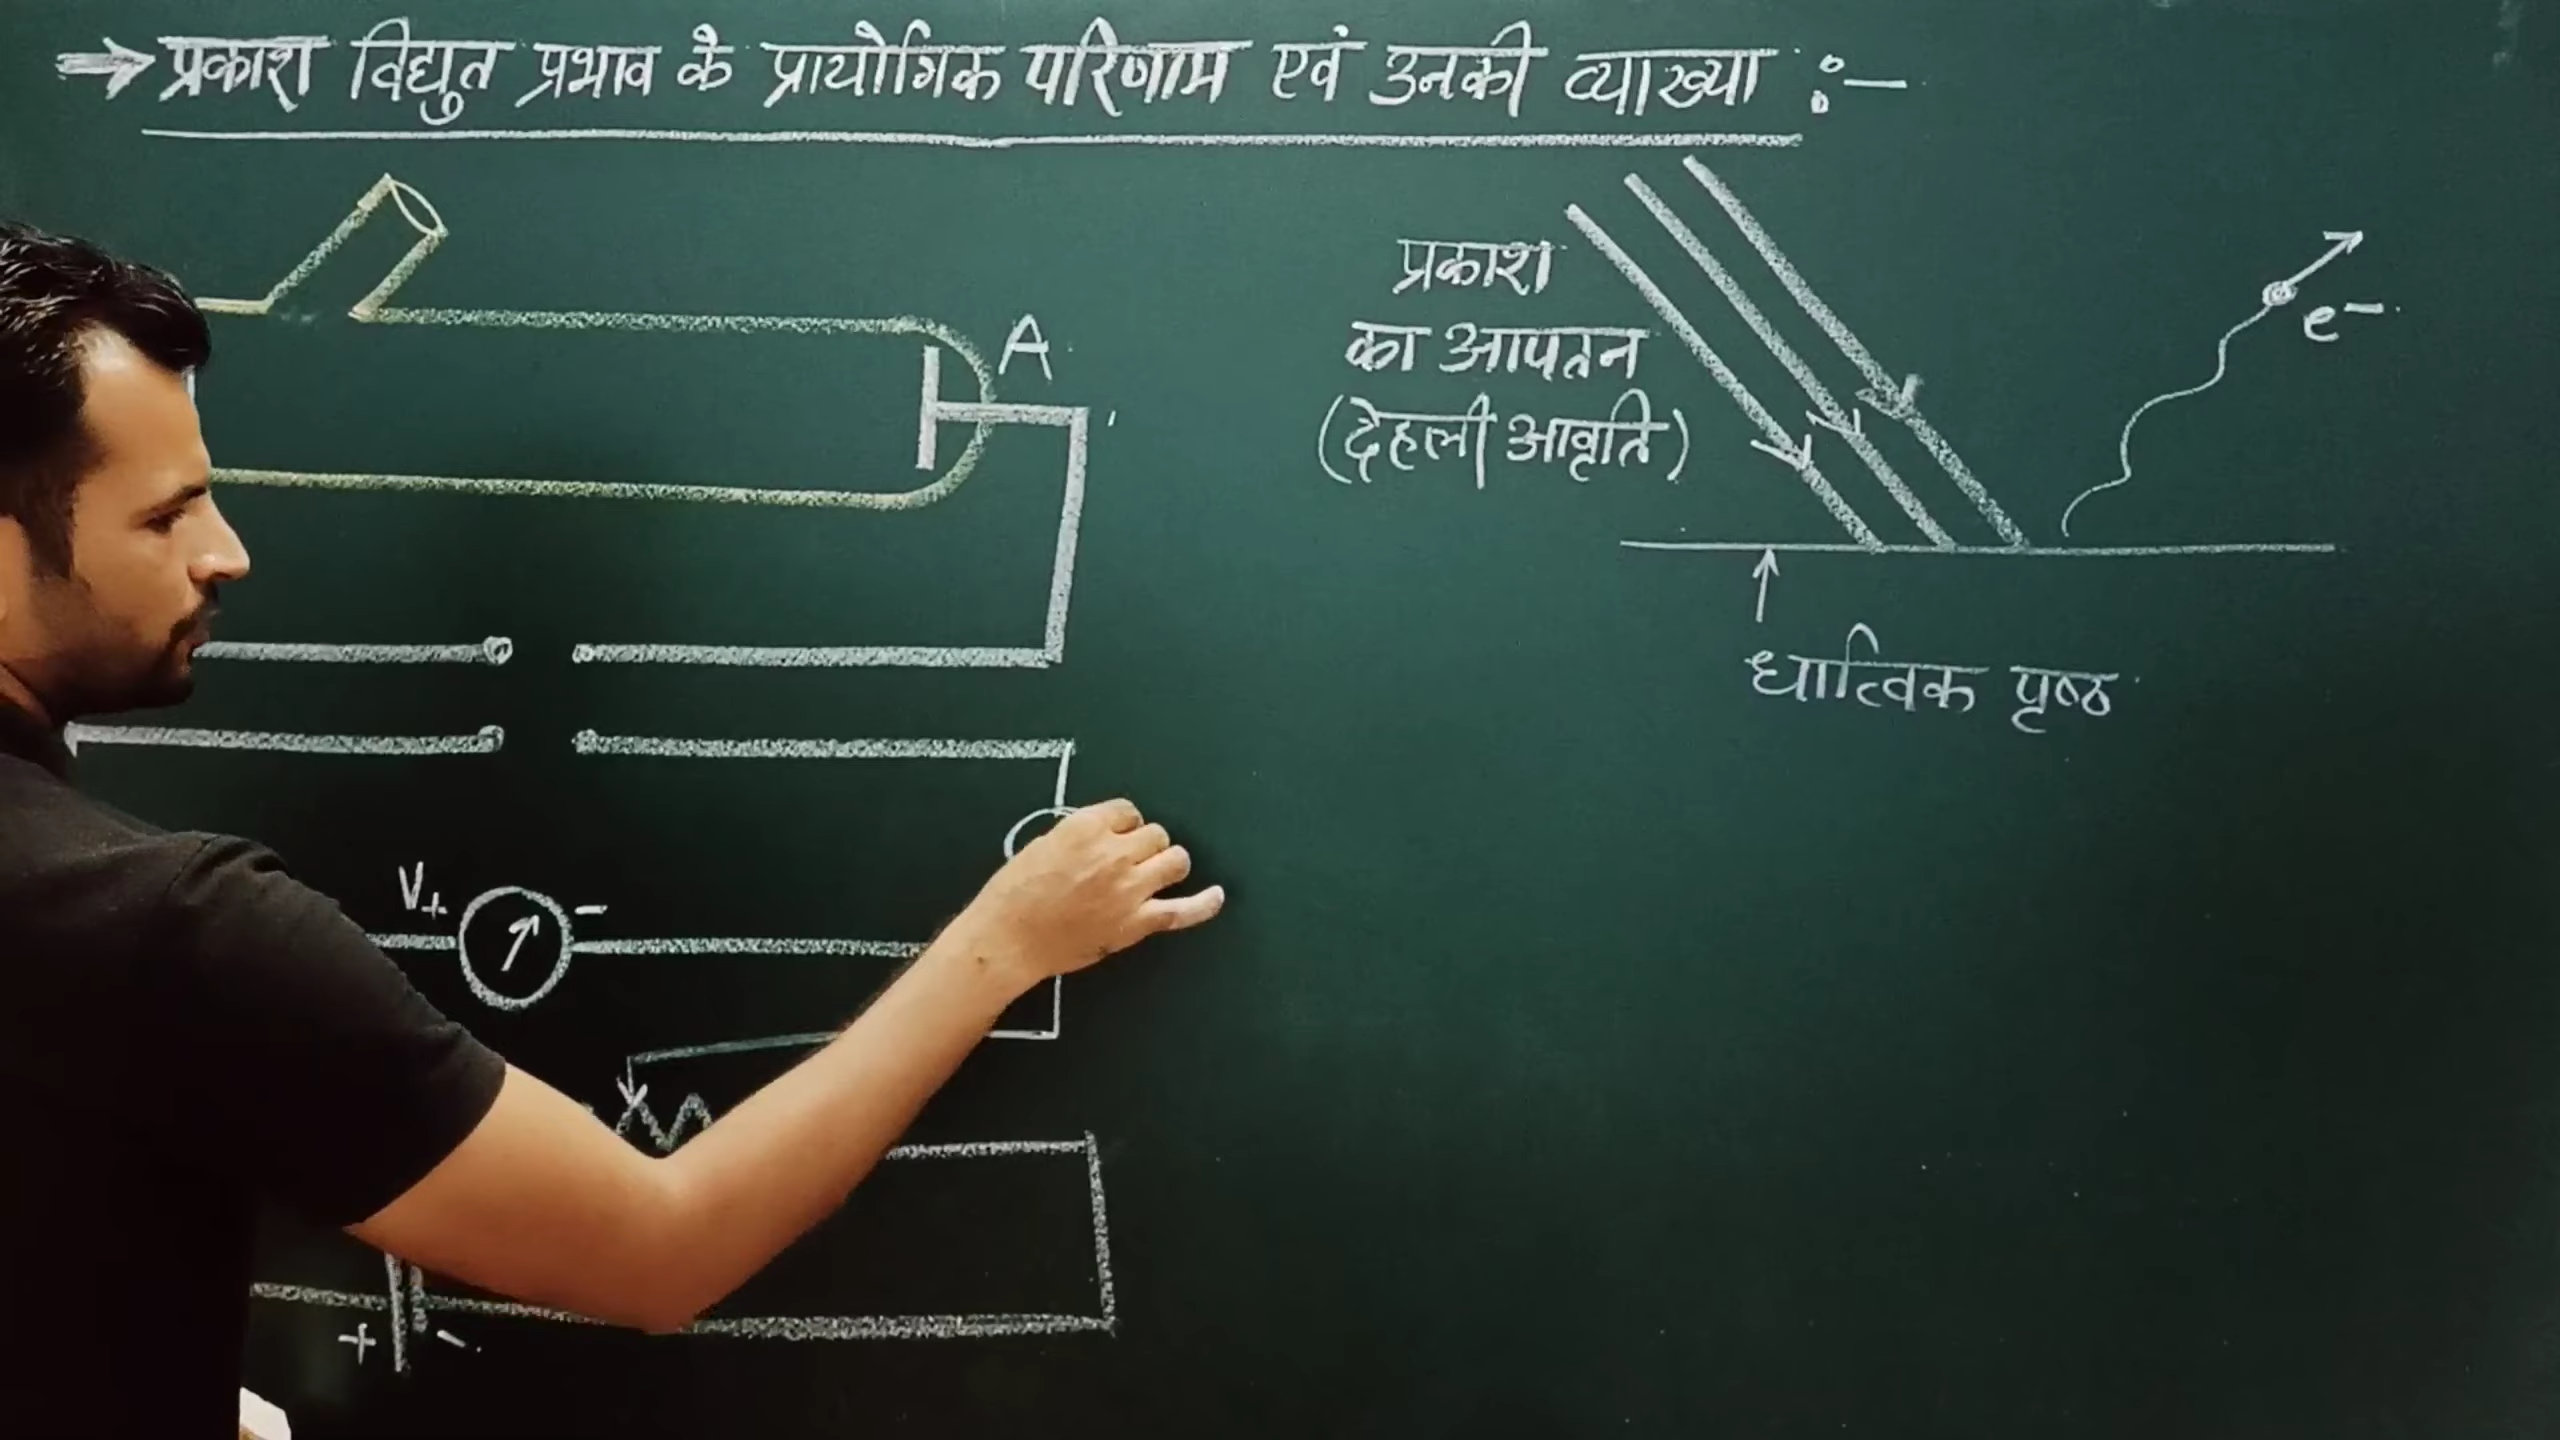 → प्रकाश विद्युत प्रभाव के प्रायोगिक परिणाम एवं उनकी व्याख्या :-
A
प्रकाश
का आपतन
(देहली आवृति)
e-
धात्विक पृष्ठ
V+ -
+ -